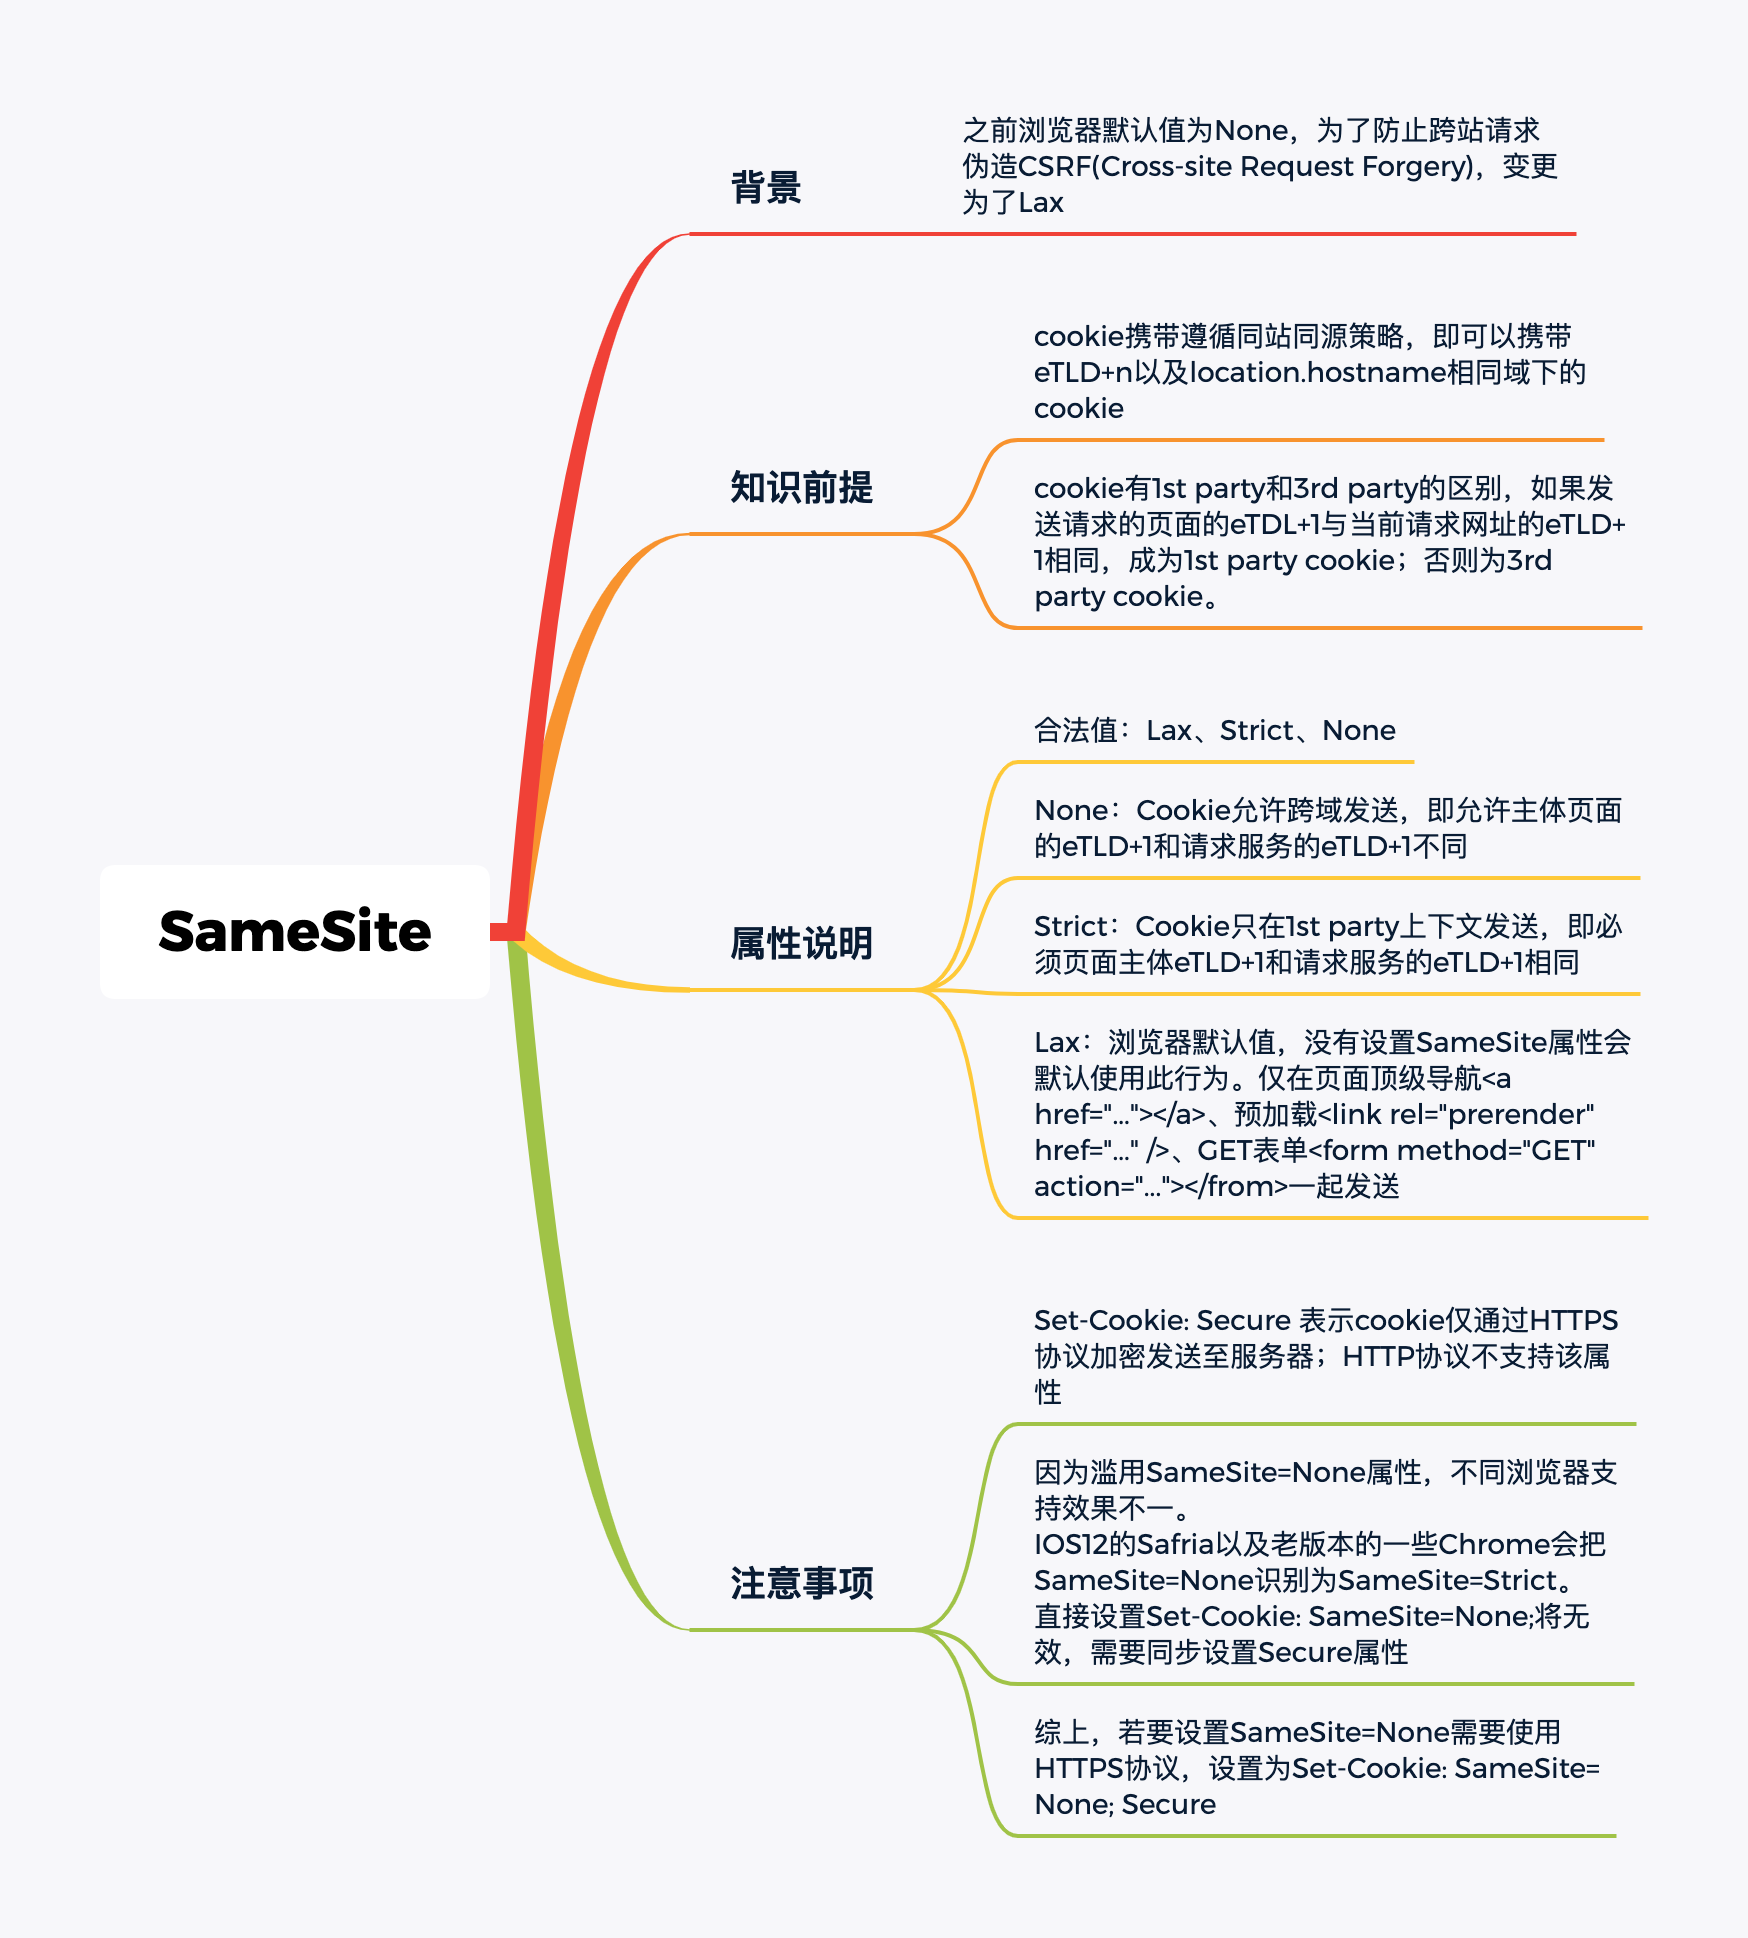 SameSite
背景
之前浏览器默认值为None，为了防止跨站请求
伪造CSRF(Cross-site Request Forgery)，变更
为了Lax
知识前提
cookie携带遵循同站同源策略，即可以携带
eTLD+n以及location.hostname相同域下的
cookie
cookie有1st party和3rd party的区别，如果发
送请求的页面的eTDL+1与当前请求网址的eTLD+
1相同，成为1st party cookie；否则为3rd
party cookie。
属性说明
合法值：Lax、Strict、None
None：Cookie允许跨域发送，即允许主体页面
的eTLD+1和请求服务的eTLD+1不同
Strict：Cookie只在1st party上下文发送，即必
须页面主体eTLD+1和请求服务的eTLD+1相同
Lax：浏览器默认值，没有设置SameSite属性会
默认使用此行为。仅在页面顶级导航<a
href="..."></a>、预加载<link rel="prerender"
href="..." />、GET表单<form method="GET"
action="..."></from>一起发送
注意事项
Set-Cookie: Secure 表示cookie仅通过HTTPS
协议加密发送至服务器；HTTP协议不支持该属
性
因为滥用SameSite=None属性，不同浏览器支
持效果不一。
IOS12的Safria以及老版本的一些Chrome会把
SameSite=None识别为SameSite=Strict。
直接设置Set-Cookie: SameSite=None;将无
效，需要同步设置Secure属性
综上，若要设置SameSite=None需要使用
HTTPS协议，设置为Set-Cookie: SameSite=
None; Secure